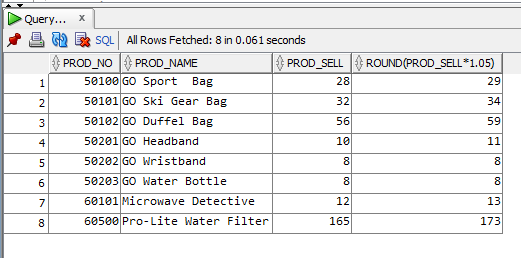 Query... x
SQL | All Rows Fetched: 8 in 0.061 seconds
PROD_NO PROD_NAME PROD_SELL ROUND(PROD_SELL*1.05)
1 50100 GO Sport  Bag 28 29
2 50101 GO Ski Gear Bag 32 34
3 50102 GO Duffel Bag 56 59
4 50201 GO Headband 10 11
5 50202 GO Wristband 8 8
6 50203 GO Water Bottle 8 8
7 60101 Microwave Detective 12 13
8 60500 Pro-Lite Water Filter 165 173